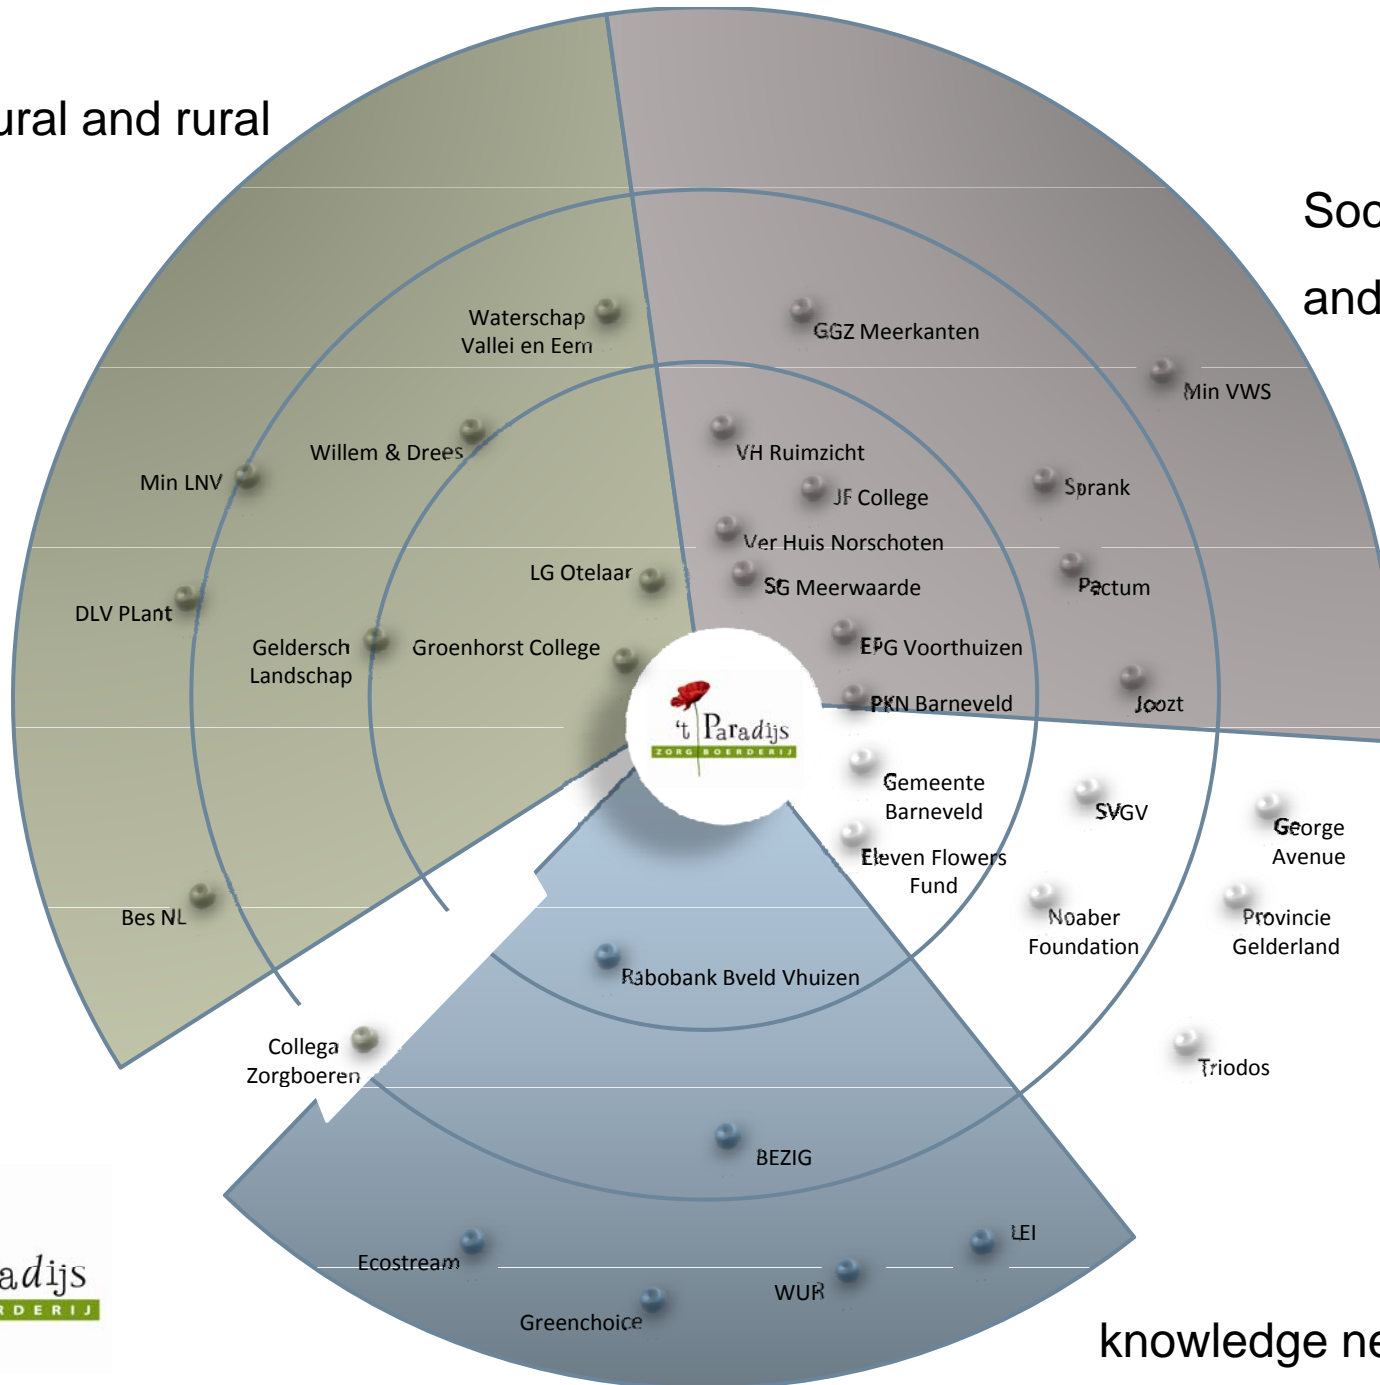 ural and rural
Soc
and
Waterschap
Vallei en Eem
GGZ Meerkanten
Min VWS
Willem & Drees
VH Ruimzicht
Min LNV
JF College
Sprank
Ver Huis Norschoten
LG Otelaar
SG Meerwaarde
Pactum
DLV PLant
Geldersch
Landschap
Groenhorst College
EPG Voorthuizen
PKN Barneveld
Joozt
't Paradijs
ZORG BOERDERIJ
Gemeente
Barneveld
SVGV
George
Avenue
Eleven Flowers
Fund
Bes NL
Noaber
Foundation
Provincie
Gelderland
Rabobank Bveld Vhuizen
Collega
Zorgboeren
Triodos
BEZIG
LEI
Ecostream
WUR
Greenchoice
adijs
RDERIJ
knowledge ne